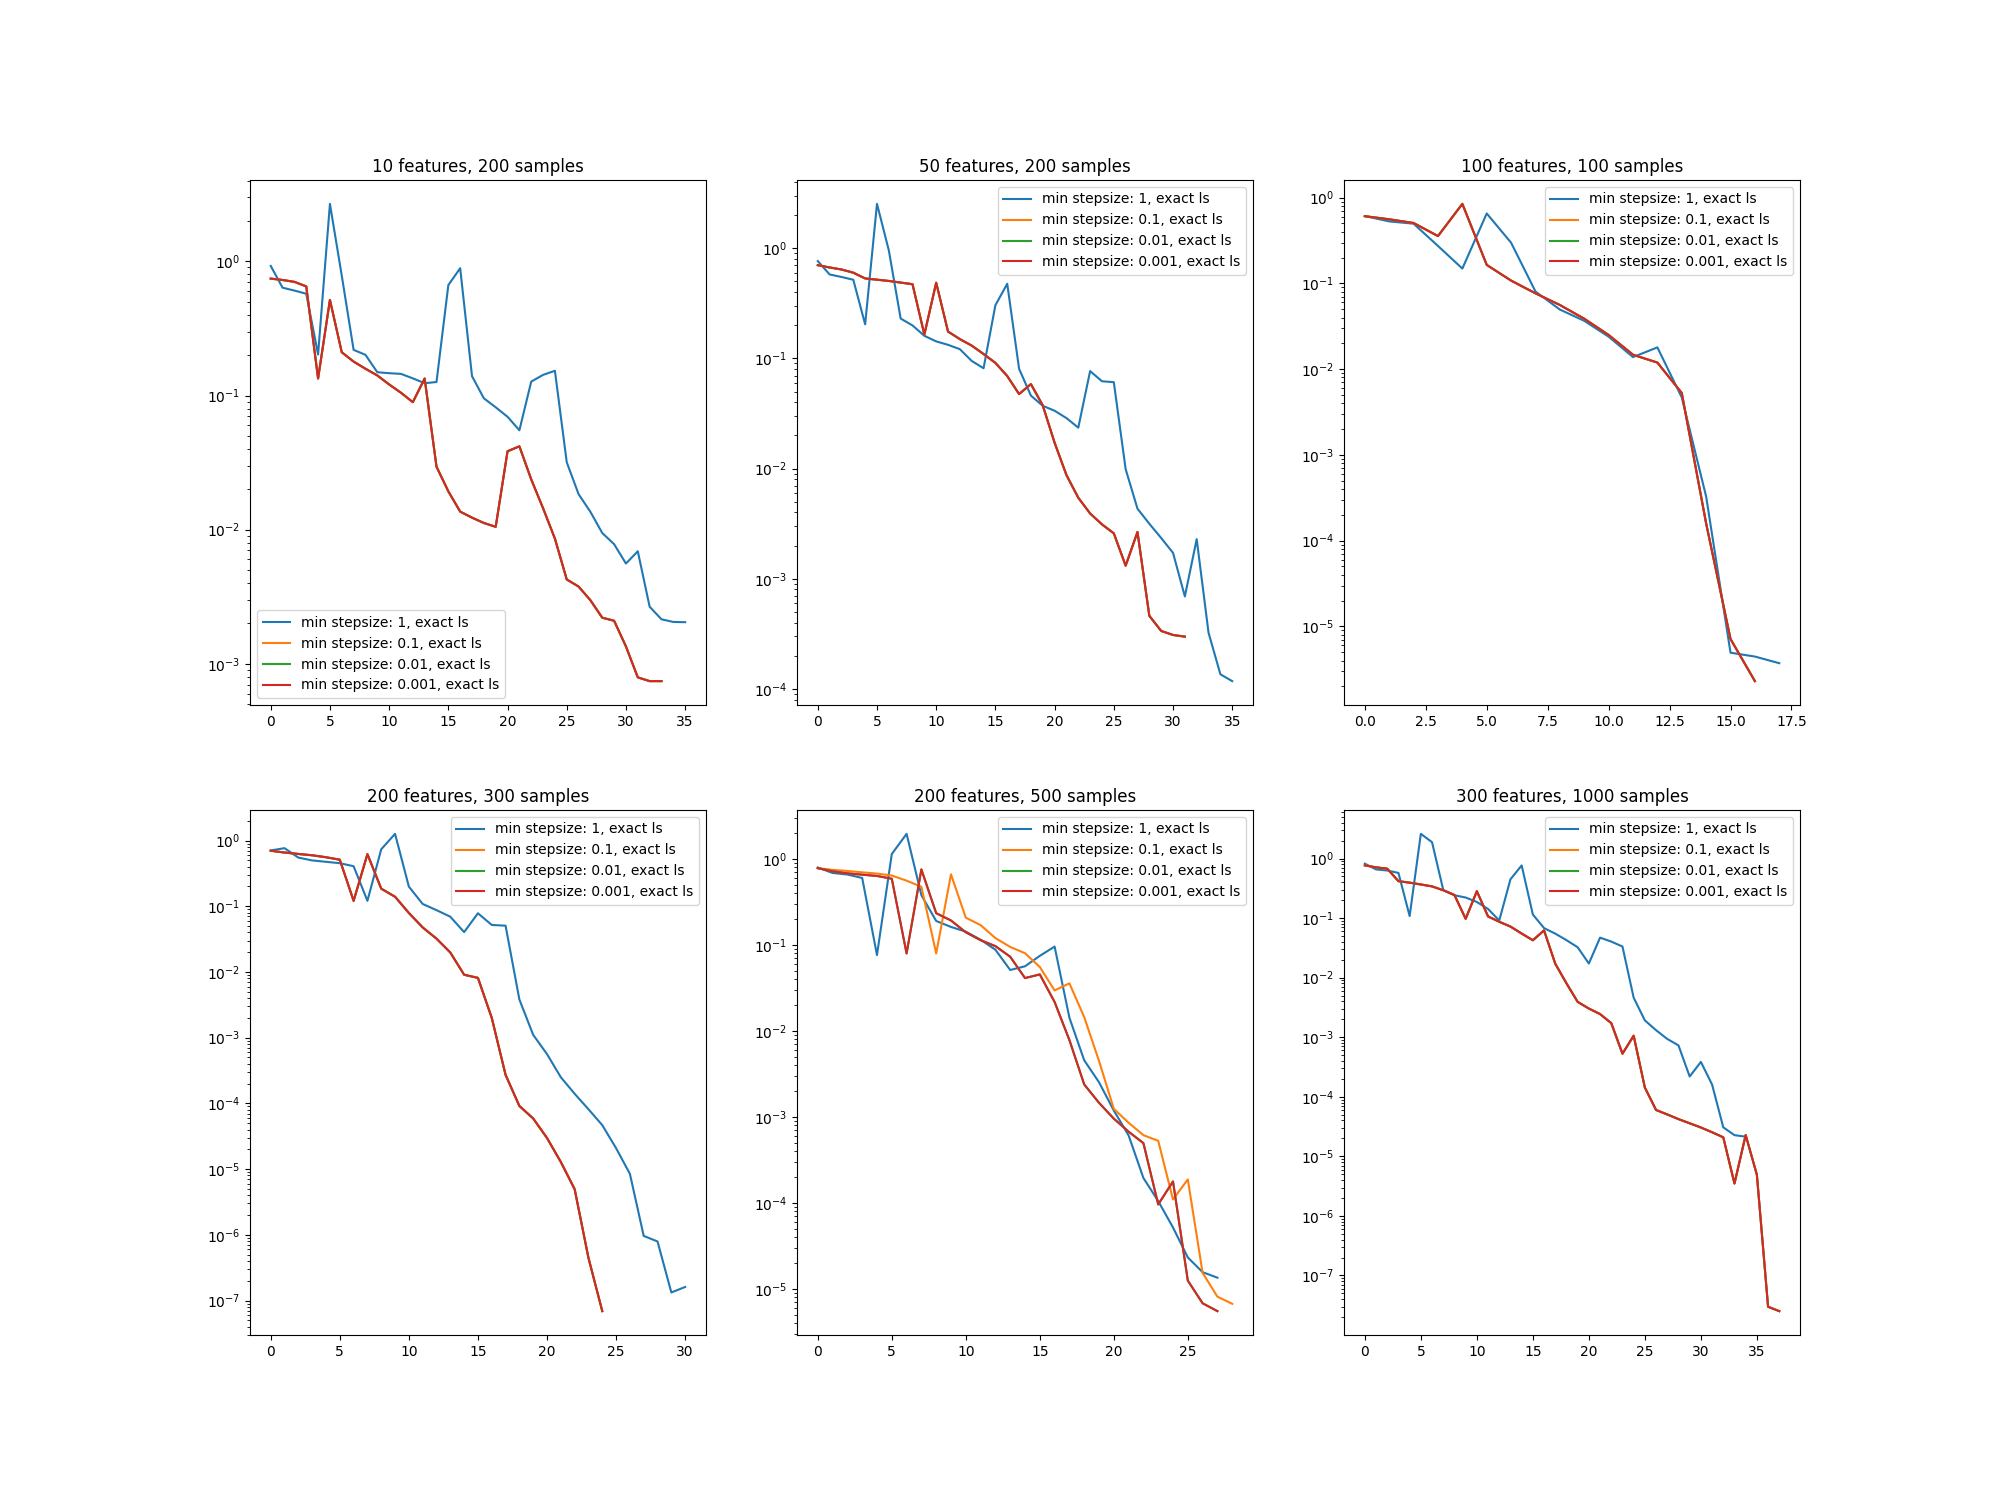 10 features, 200 samples
10⁰
10⁻¹
10⁻²
10⁻³
min stepsize: 1, exact ls
min stepsize: 0.1, exact ls
min stepsize: 0.01, exact ls
min stepsize: 0.001, exact ls
0 5 10 15 20 25 30 35
50 features, 200 samples
min stepsize: 1, exact ls
min stepsize: 0.1, exact ls
min stepsize: 0.01, exact ls
min stepsize: 0.001, exact ls
10⁰
10⁻¹
10⁻²
10⁻³
10⁻⁴
0 5 10 15 20 25 30 35
100 features, 100 samples
min stepsize: 1, exact ls
min stepsize: 0.1, exact ls
min stepsize: 0.01, exact ls
min stepsize: 0.001, exact ls
10⁰
10⁻¹
10⁻²
10⁻³
10⁻⁴
10⁻⁵
0.0 2.5 5.0 7.5 10.0 12.5 15.0 17.5
200 features, 300 samples
min stepsize: 1, exact ls
min stepsize: 0.1, exact ls
min stepsize: 0.01, exact ls
min stepsize: 0.001, exact ls
10⁰
10⁻¹
10⁻²
10⁻³
10⁻⁴
10⁻⁵
10⁻⁶
10⁻⁷
0 5 10 15 20 25 30
200 features, 500 samples
min stepsize: 1, exact ls
min stepsize: 0.1, exact ls
min stepsize: 0.01, exact ls
min stepsize: 0.001, exact ls
10⁰
10⁻¹
10⁻²
10⁻³
10⁻⁴
10⁻⁵
0 5 10 15 20 25
300 features, 1000 samples
min stepsize: 1, exact ls
min stepsize: 0.1, exact ls
min stepsize: 0.01, exact ls
min stepsize: 0.001, exact ls
10⁰
10⁻¹
10⁻²
10⁻³
10⁻⁴
10⁻⁵
10⁻⁶
10⁻⁷
0 5 10 15 20 25 30 35